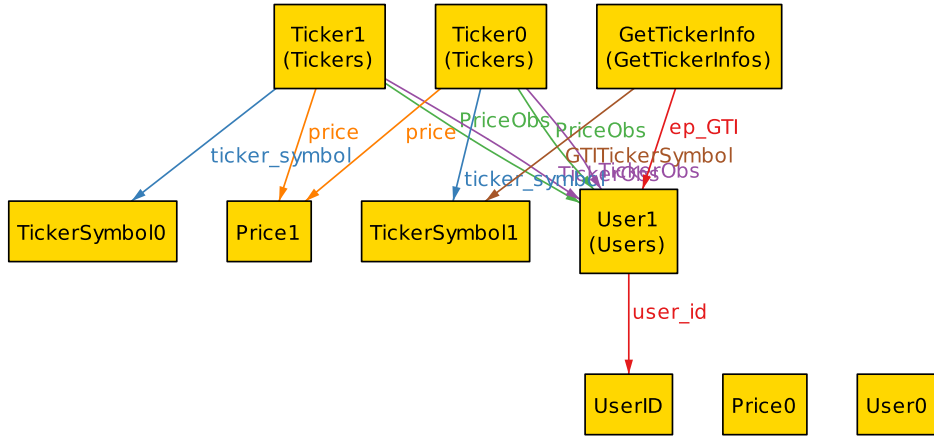 Ticker1
(Tickers)
Ticker0
(Tickers)
GetTickerInfo
(GetTickerInfos)
PriceObs
PriceObs
ep_GTI
price
price
ticker_symbol
GTITickerSymbol
ticker_symbol
TickerObs
TickerObs
TickerSymbol0
Price1
TickerSymbol1
User1
(Users)
user_id
UserID
Price0
User0